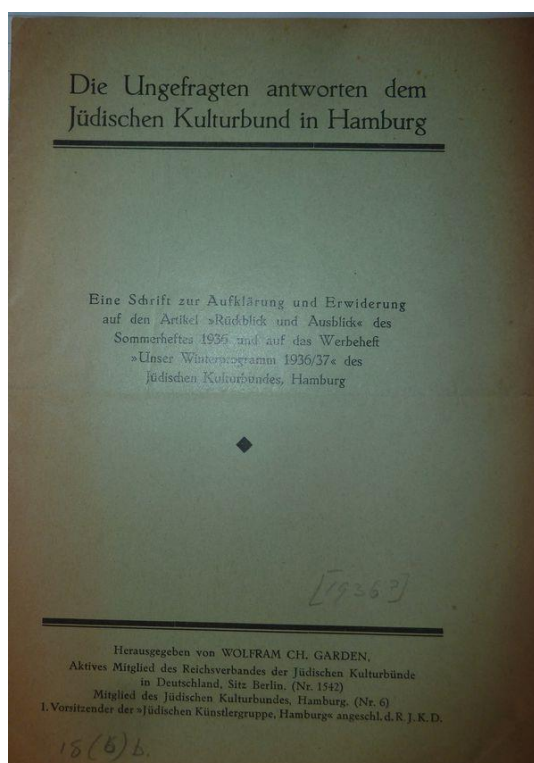 Die Ungefragten antworten dem
Jüdischen Kulturbund in Hamburg
Eine Schrift zur Aufklärung und Erwiderung
auf den Artikel »Rückblick und Ausblick« des
Sommerheftes 1936 und auf das Werbeheft
»Unser Winterprogramm 1936/37« des
Jüdischen Kulturbundes, Hamburg
[1936?]
Herausgegeben von WOLFRAM CH. GARDEN,
Aktives Mitglied des Reichsverbandes der Jüdischen Kulturbünde
in Deutschland, Sitz Berlin. (Nr. 1542)
Mitglied des Jüdischen Kulturbundes, Hamburg. (Nr. 6)
I. Vorsitzender der »Jüdischen Künstlergruppe, Hamburg« angeschl. d. R. J. K. D.
18(6)b.